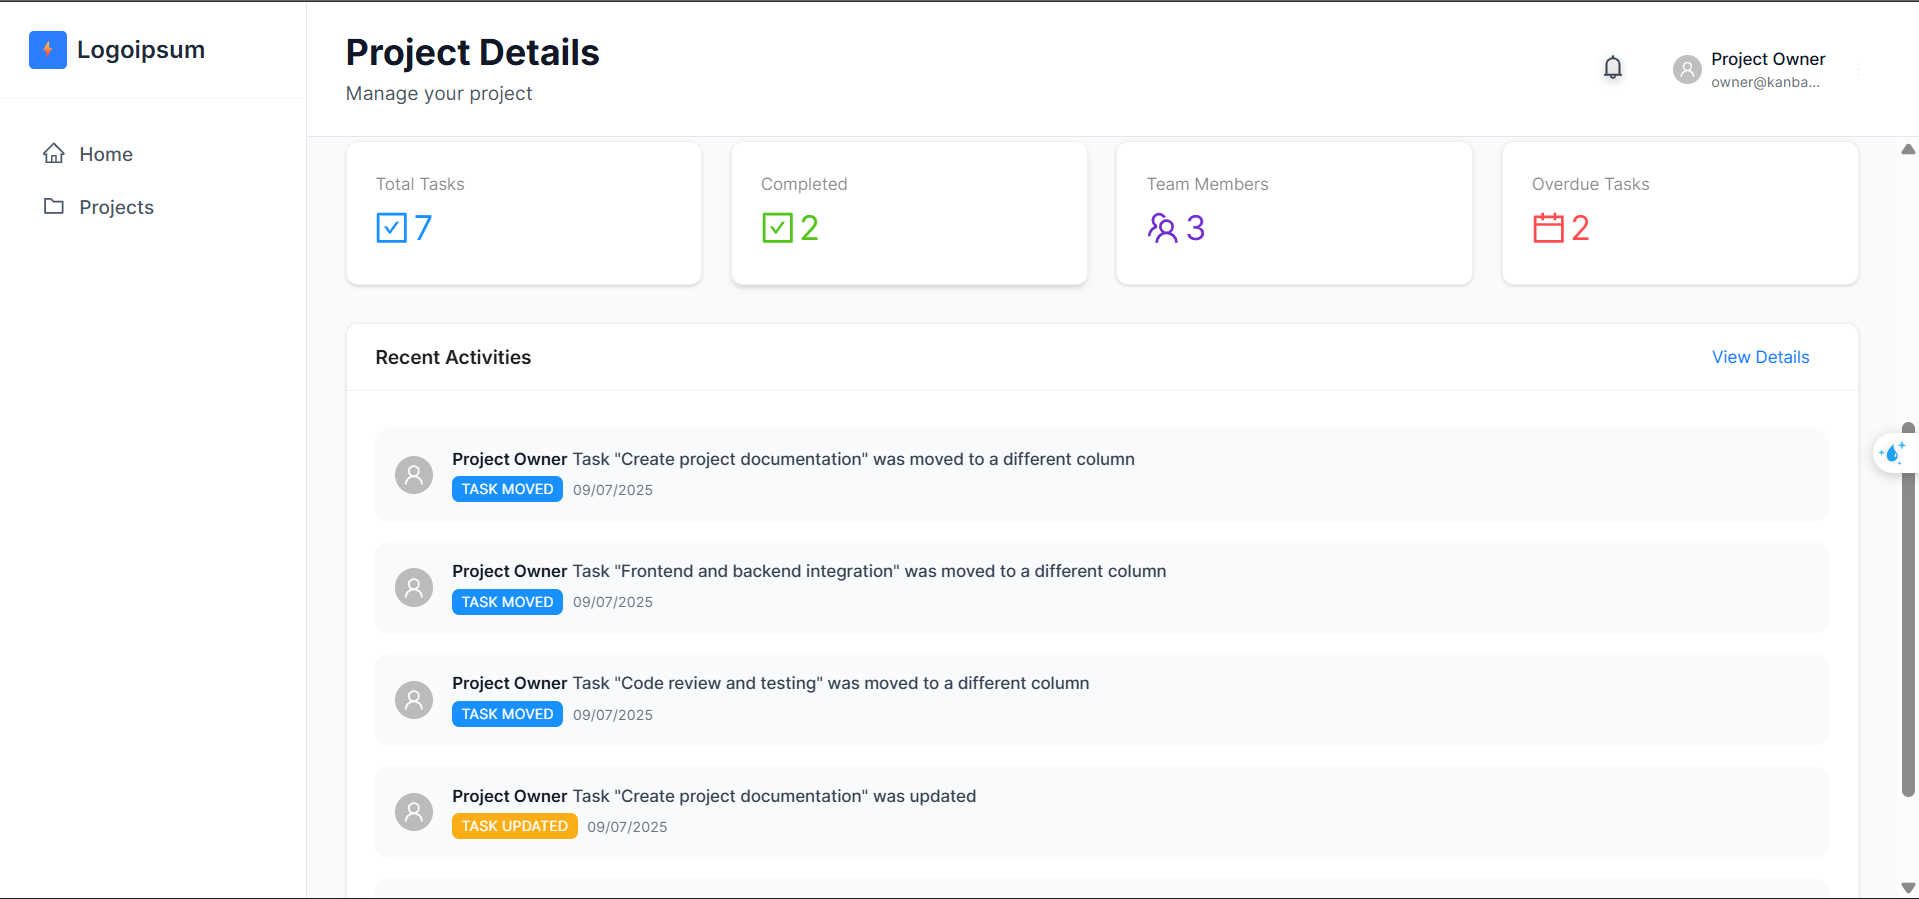 Logoipsum
Home
Projects
Project Details
Manage your project
Project Owner
owner@kanba...
Total Tasks
7
Completed
2
Team Members
3
Overdue Tasks
2
Recent Activities
View Details
Project Owner Task "Create project documentation" was moved to a different column
TASK MOVED 09/07/2025
Project Owner Task "Frontend and backend integration" was moved to a different column
TASK MOVED 09/07/2025
Project Owner Task "Code review and testing" was moved to a different column
TASK MOVED 09/07/2025
Project Owner Task "Create project documentation" was updated
TASK UPDATED 09/07/2025